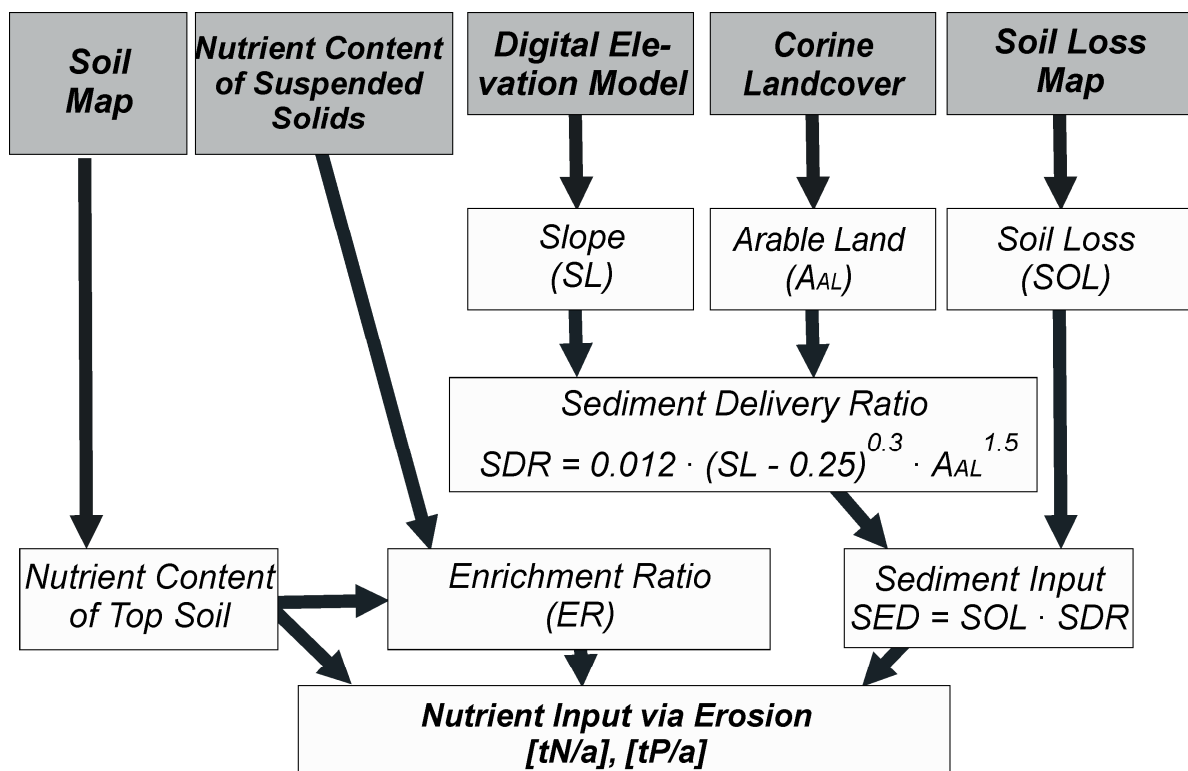 Soil
Map
Nutrient Content
of Suspended
Solids
Digital Ele-
vation Model
Corine
Landcover
Soil Loss
Map
Slope
(SL)
Arable Land
(AAL)
Soil Loss
(SOL)
Sediment Delivery Ratio
SDR = 0.012 · (SL - 0.25)^0.3 · AAL^1.5
Nutrient Content
of Top Soil
Enrichment Ratio
(ER)
Sediment Input
SED = SOL · SDR
Nutrient Input via Erosion
[tN/a], [tP/a]